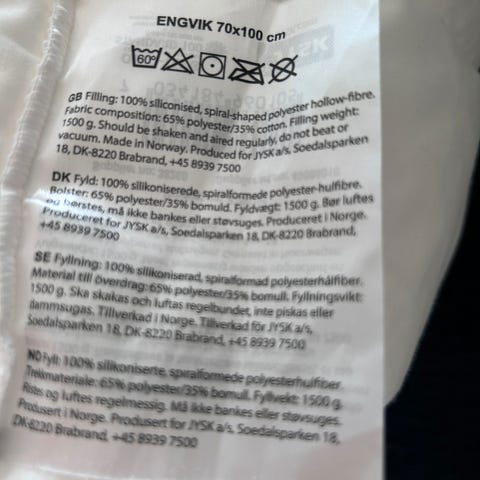 ENGVIK 70x100 cm
60°
GB Filling: 100% siliconised, spiral-shaped polyester hollow-fibre.
Fabric composition: 65% polyester/35% cotton. Filling weight:
1500 g. Should be shaken and aired regularly, do not beat or
vacuum. Made in Norway. Produced for JYSK a/s. Soedalsparken
18, DK-8220 Brabrand, +45 8939 7500
DK Fyld: 100% silikoniserede, spiralformede polyester-hulfibre.
Bolster: 65% polyester/35% bomuld. Fyldvægt: 1500 g. Bør luftes
og børstes, må ikke bankes eller støvsuges. Produceret i Norge.
Produceret for JYSK a/s, Soedalsparken 18, DK-8220 Brabrand,
+45 8939 7500
SE Fyllning: 100% silikoniserad, spiralformad polyesterhålfiber.
Material till överdrag: 65% polyester/35% bomull. Fyllningsvikt:
1500 g. Ska skakas och luftas regelbundet, inte piskas eller
dammsugas. Tillverkad i Norge. Tillverkad för JYSK a/s,
Soedalsparken 18, DK-8220 Brabrand, +45 8939 7500
NO Fyll: 100% silikoniserte, spiralformede polyesterhulfibrer.
Trekkmateriale: 65% polyester/35% bomull. Fyllvekt: 1500 g.
Ristes og luftes regelmessig. Må ikke bankes eller støvsuges.
Produsert i Norge. Produsert for JYSK a/s. Soedalsparken 18,
DK-8220 Brabrand, +45 8939 7500